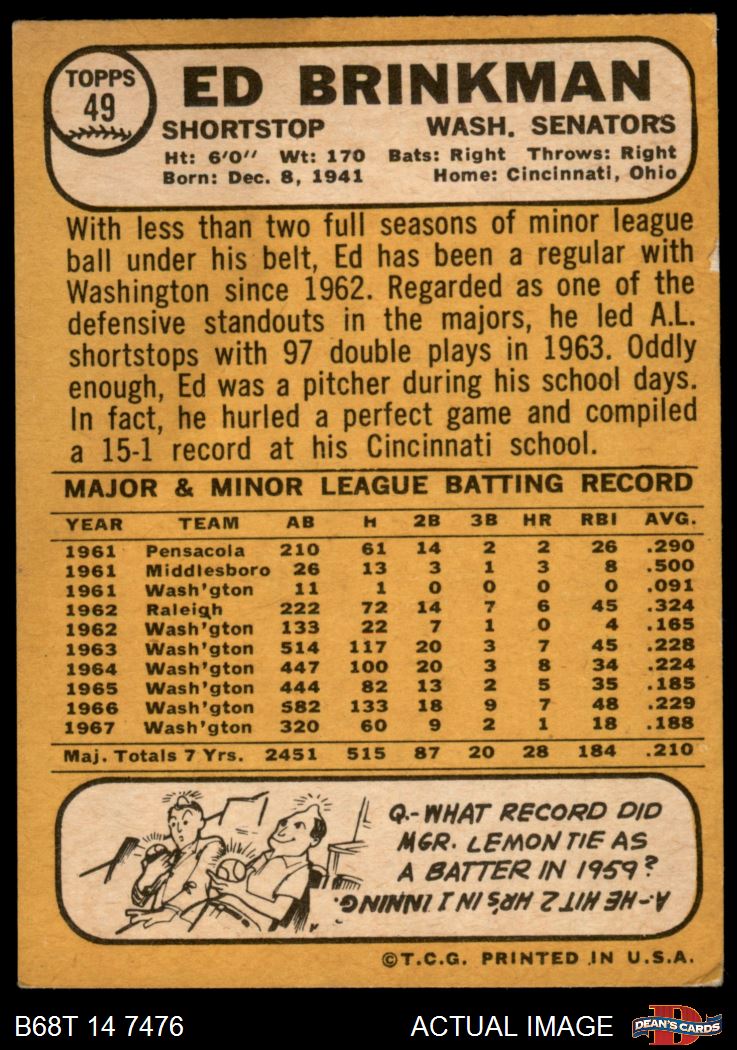 TOPPS
49
ED BRINKMAN
SHORTSTOP WASH. SENATORS
Ht: 6'0" Wt: 170 Bats: Right Throws: Right
Born: Dec. 8, 1941 Home: Cincinnati, Ohio
With less than two full seasons of minor league
ball under his belt, Ed has been a regular with
Washington since 1962. Regarded as one of the
defensive standouts in the majors, he led A.L.
shortstops with 97 double plays in 1963. Oddly
enough, Ed was a pitcher during his school days.
In fact, he hurled a perfect game and compiled
a 15-1 record at his Cincinnati school.
MAJOR & MINOR LEAGUE BATTING RECORD
YEAR TEAM AB H 2B 3B HR RBI AVG.
1961 Pensacola 210 61 14 2 2 26 .290
1961 Middlesboro 26 13 3 1 3 8 .500
1961 Wash'gton 11 1 0 0 0 0 .091
1962 Raleigh 222 72 14 7 6 45 .324
1962 Wash'gton 133 22 7 1 0 4 .165
1963 Wash'gton 514 117 20 3 7 45 .228
1964 Wash'gton 447 100 20 3 8 34 .224
1965 Wash'gton 444 82 13 2 5 35 .185
1966 Wash'gton 582 133 18 9 7 48 .229
1967 Wash'gton 320 60 9 2 1 18 .188
Maj. Totals 7 Yrs. 2451 515 87 20 28 184 .210
Q.-WHAT RECORD DID
MGR. LEMON TIE AS
A BATTER IN 1959?
A-HE HIT 2 HRS IN 1 INNING.
©T.C.G. PRINTED IN U.S.A.
B68T 14 7476 ACTUAL IMAGE
D
DEAN'S CARDS